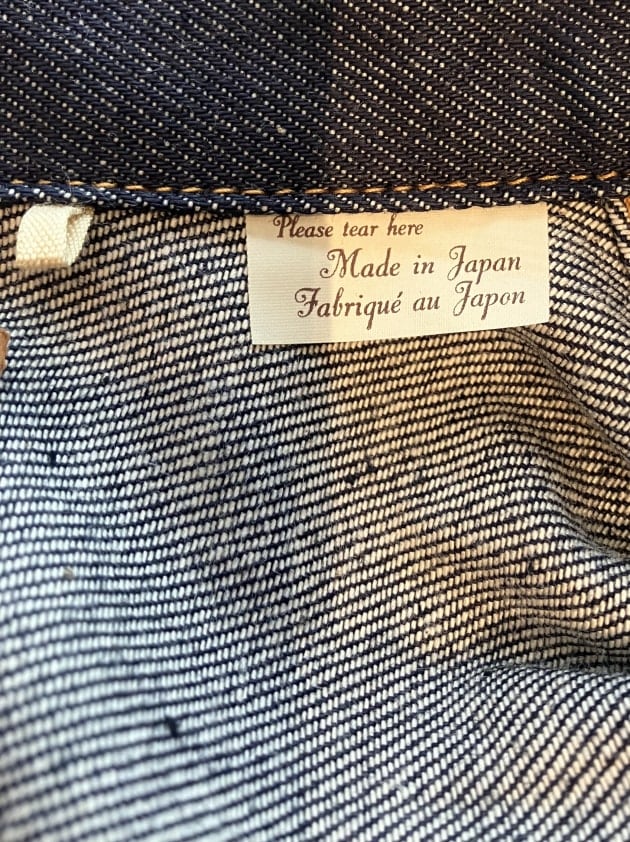 Please tear here
Made in Japan
Fabriqué au Japon